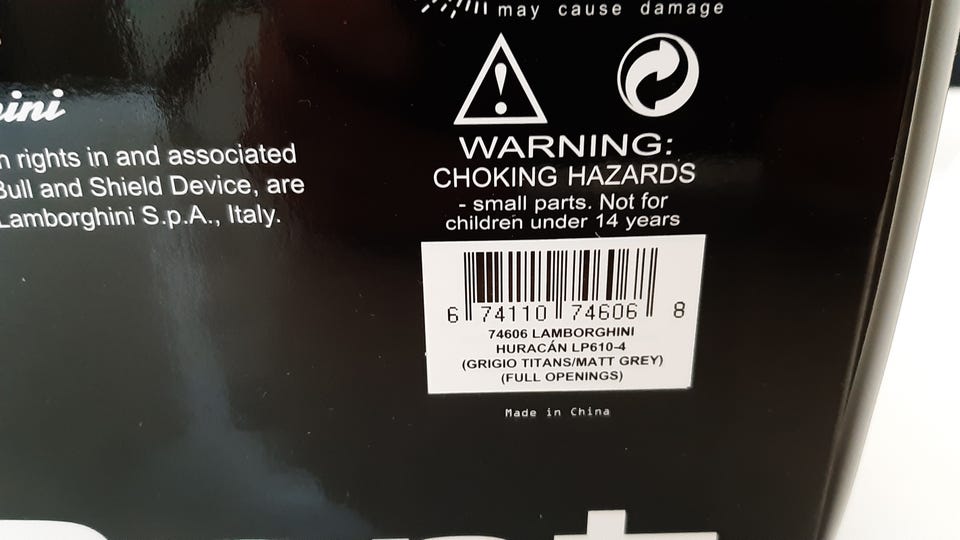 may cause damage
WARNING:
CHOKING HAZARDS
- small parts. Not for
children under 14 years
rights in and associated
Bull and Shield Device, are
Lamborghini S.p.A., Italy.
6 74110 74606 8
74606 LAMBORGHINI
HURACÁN LP610-4
(GRIGIO TITANS/MATT GREY)
(FULL OPENINGS)
Made in China